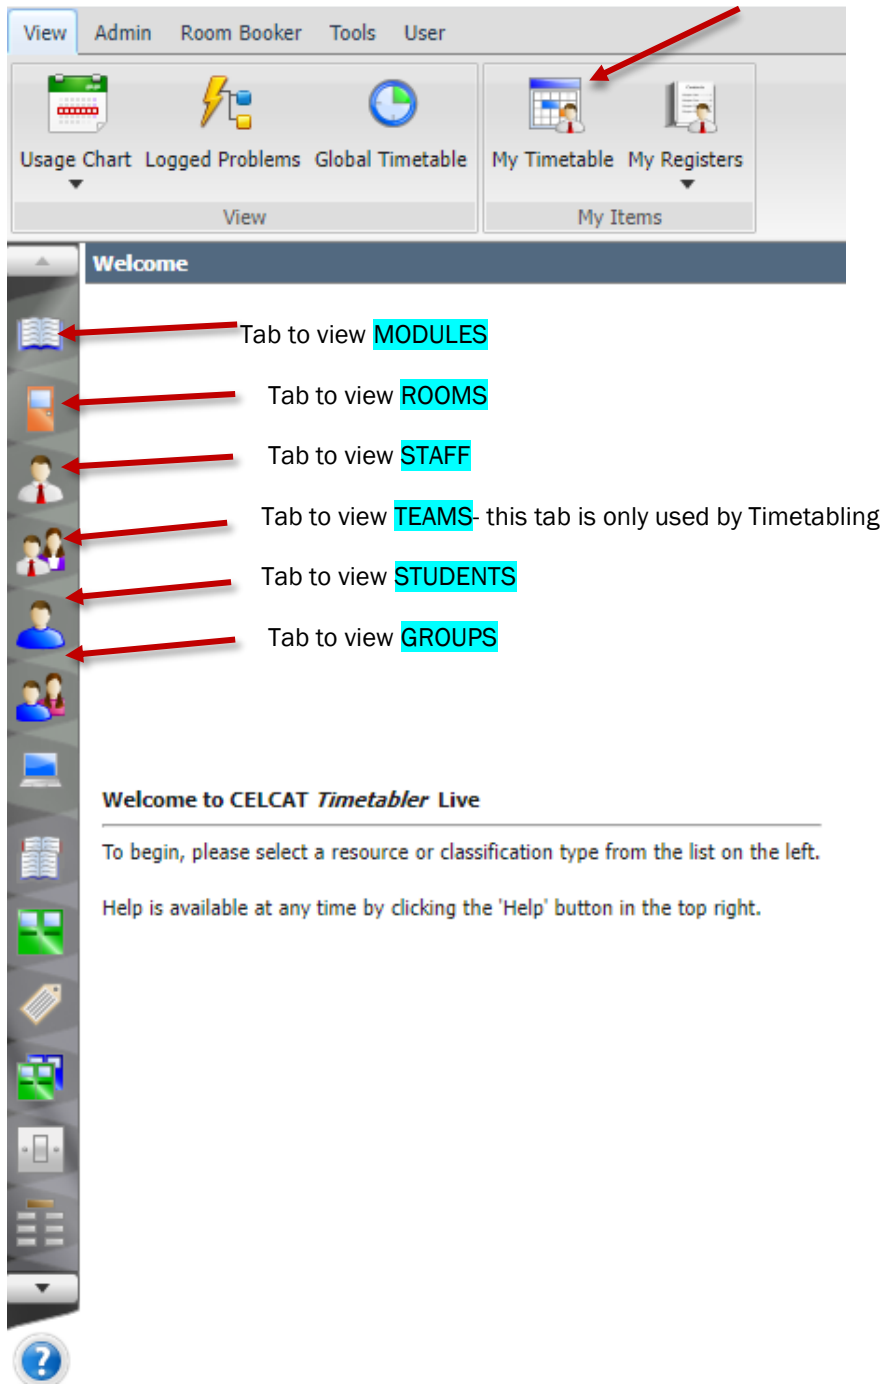 View Admin Room Booker Tools User
Usage Chart Logged Problems Global Timetable My Timetable My Registers
View My Items
Welcome
Tab to view MODULES
Tab to view ROOMS
Tab to view STAFF
Tab to view TEAMS- this tab is only used by Timetabling
Tab to view STUDENTS
Tab to view GROUPS
Welcome to CELCAT Timetabler Live
To begin, please select a resource or classification type from the list on the left.
Help is available at any time by clicking the 'Help' button in the top right.
?